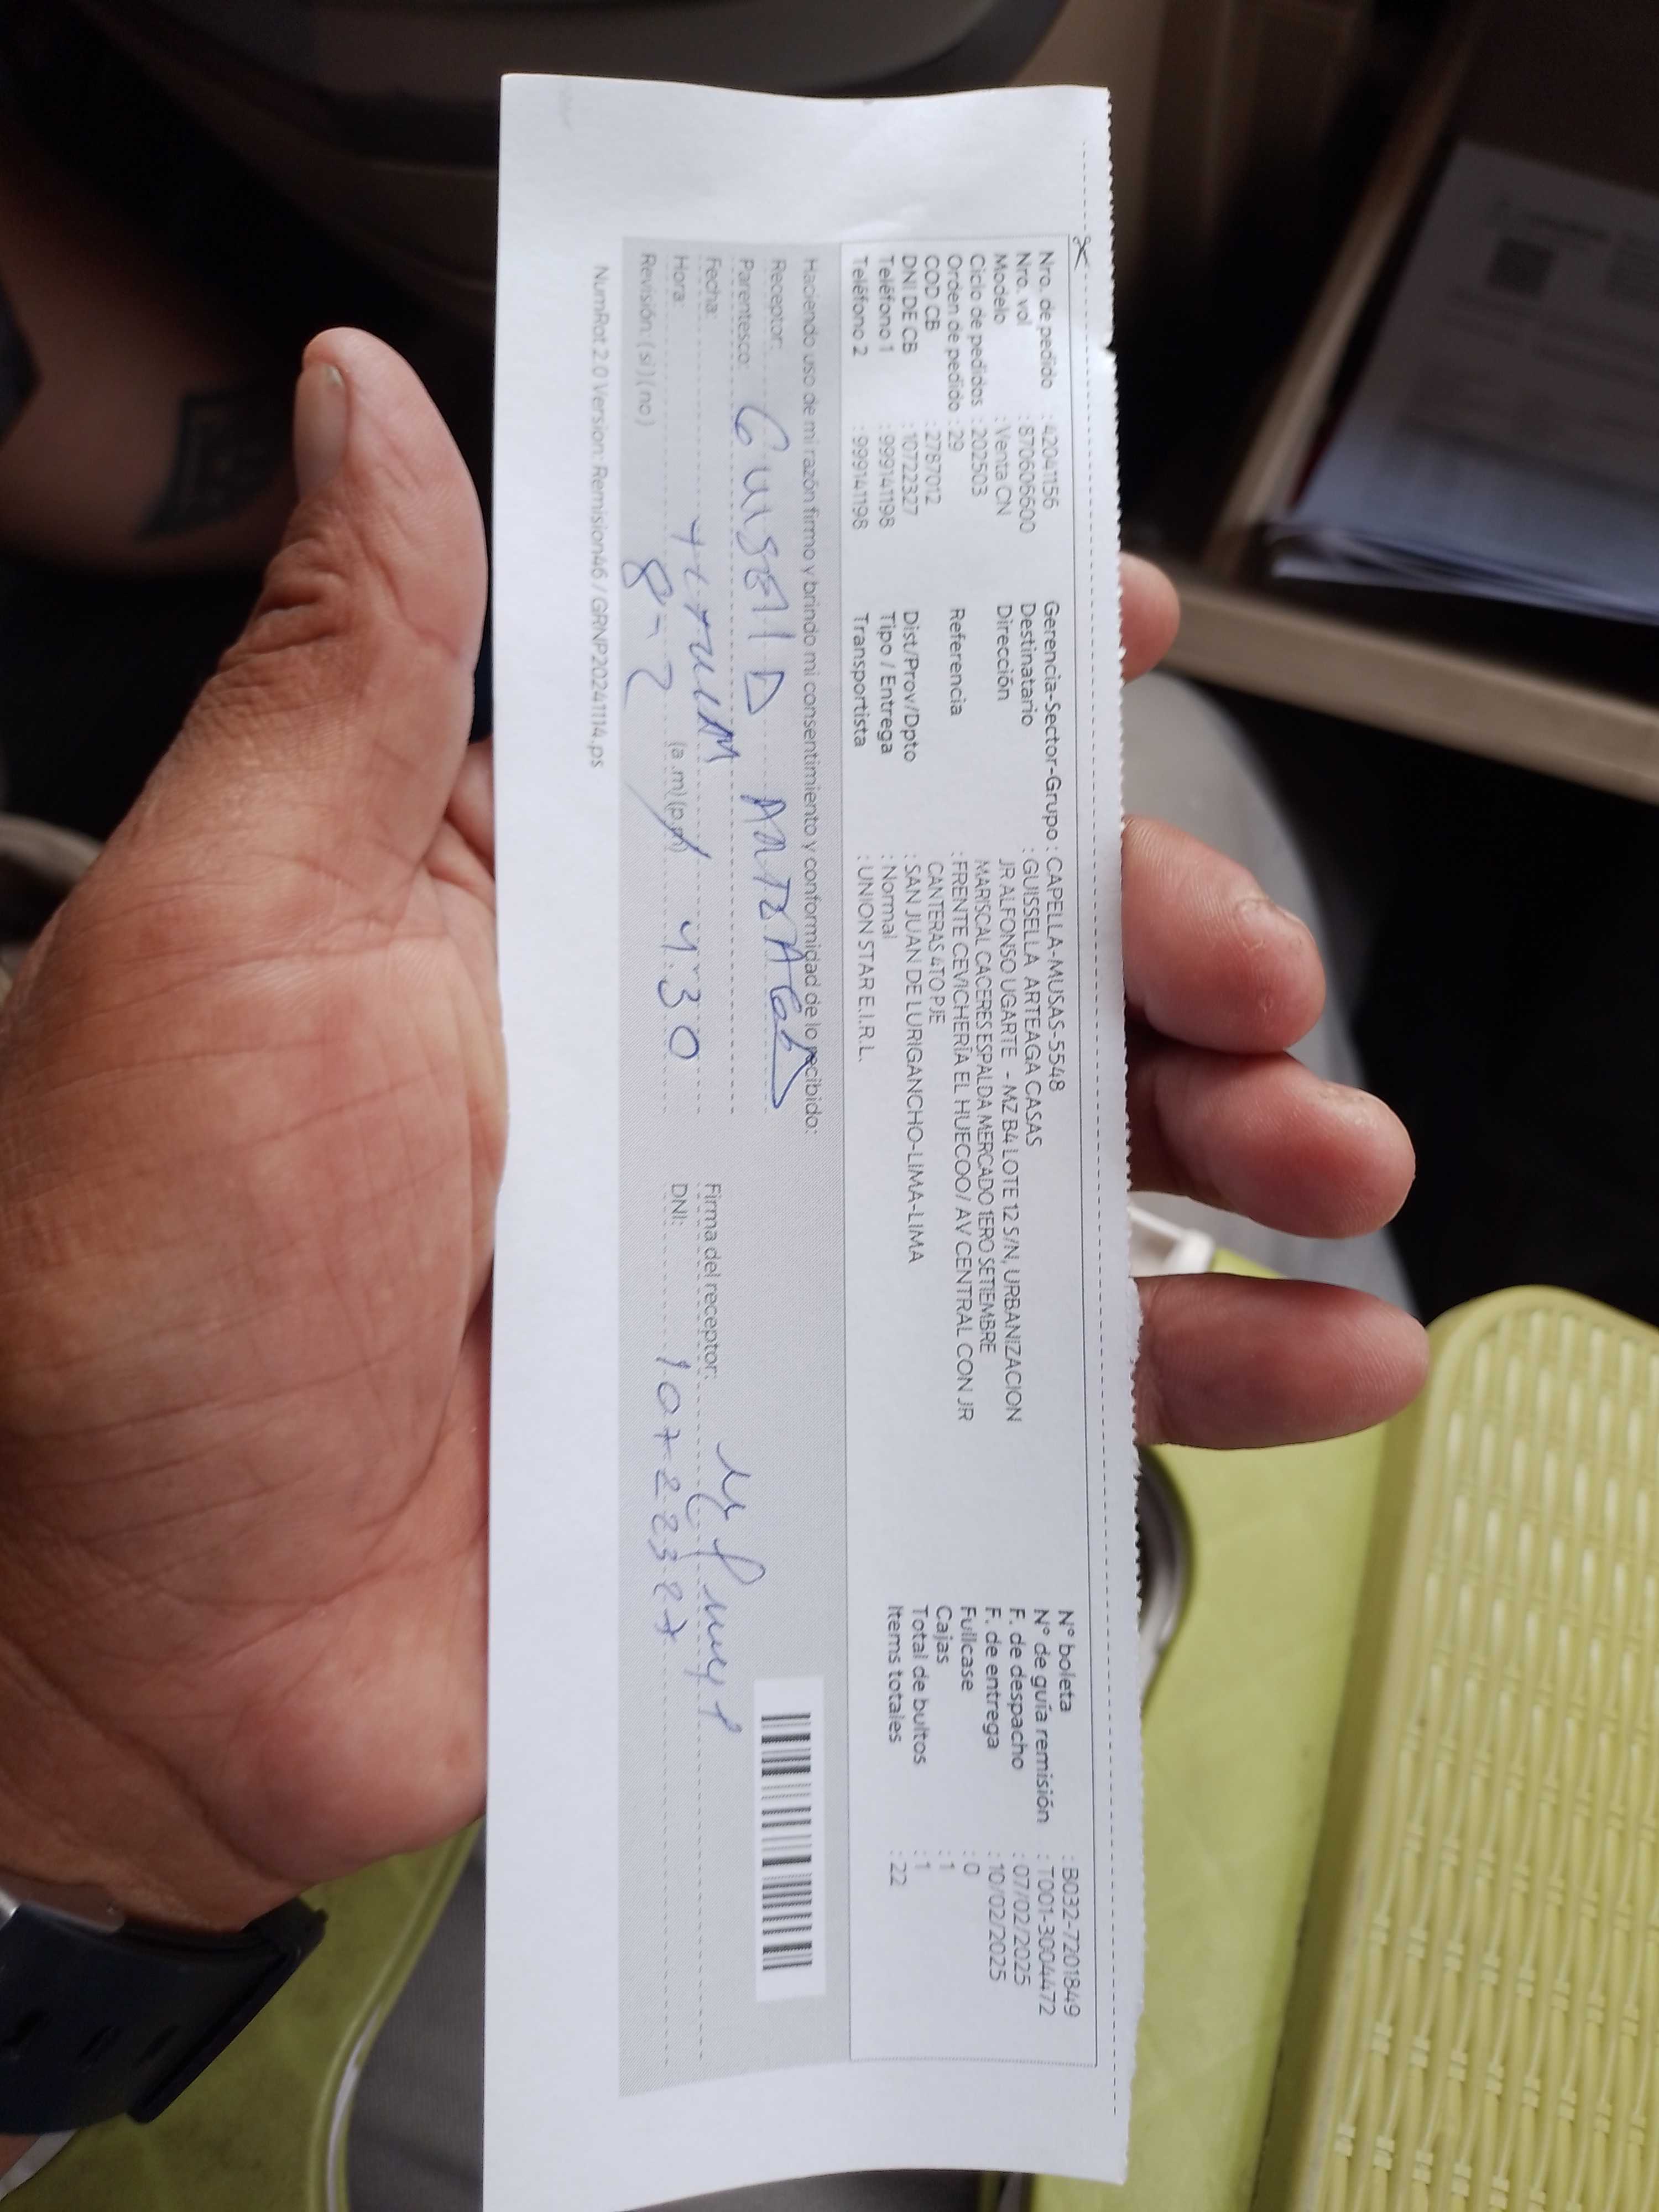 Nro. de pedido : 42041156
Nro. vol : 870606600
Modelo : Venta CN
Ciclo de pedidos : 202503
Orden de pedido : 29
COD CB : 2787012
DNI DE CB : 10722327
Teléfono 1 : 999141198
Teléfono 2 : 999141198
Gerencia-Sector-Grupo : CAPELLA-MUSAS-5548
Destinatario : GUISSELLA ARTEAGA CASAS
Dirección JR ALFONSO UGARTE - MZ B4 LOTE 12 S/N, URBANIZACION
MARISCAL CACERES ESPALDA MERCADO 1ERO SETIEMBRE
Referencia : FRENTE CEVICHERÍA EL HUECOO/ AV CENTRAL CON JR
CANTERAS 4TO PJE
Dist/Prov/Dpto : SAN JUAN DE LURIGANCHO-LIMA-LIMA
Tipo / Entrega : Normal
Transportista : UNION STAR E.I.R.L.
N° boleta : B032-7201849
N° de guía remisión : T001-3004472
F. de despacho : 07/02/2025
F. de entrega : 10/02/2025
Fullcase : 0
Cajas : 1
Total de bultos : 1
Items totales : 22
Haciendo uso de mi razón firmo y brindo mi consentimiento y conformidad de lo recibido:
Receptor:
Parentesco:
Fecha:
Firma del receptor:
Hora: (a.m) (p.m) 4:30
DNI: 10722327
Revisión: (si) (no) 8-2
NumRot 2.0 Version: Remision46 / GRNP20241114.ps